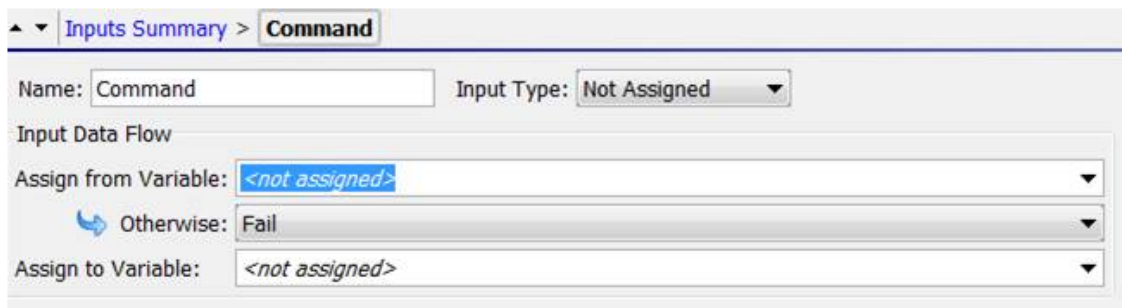 Inputs Summary > Command
Name: Command Input Type: Not Assigned
Input Data Flow
Assign from Variable: <not assigned>
Otherwise: Fail
Assign to Variable: <not assigned>